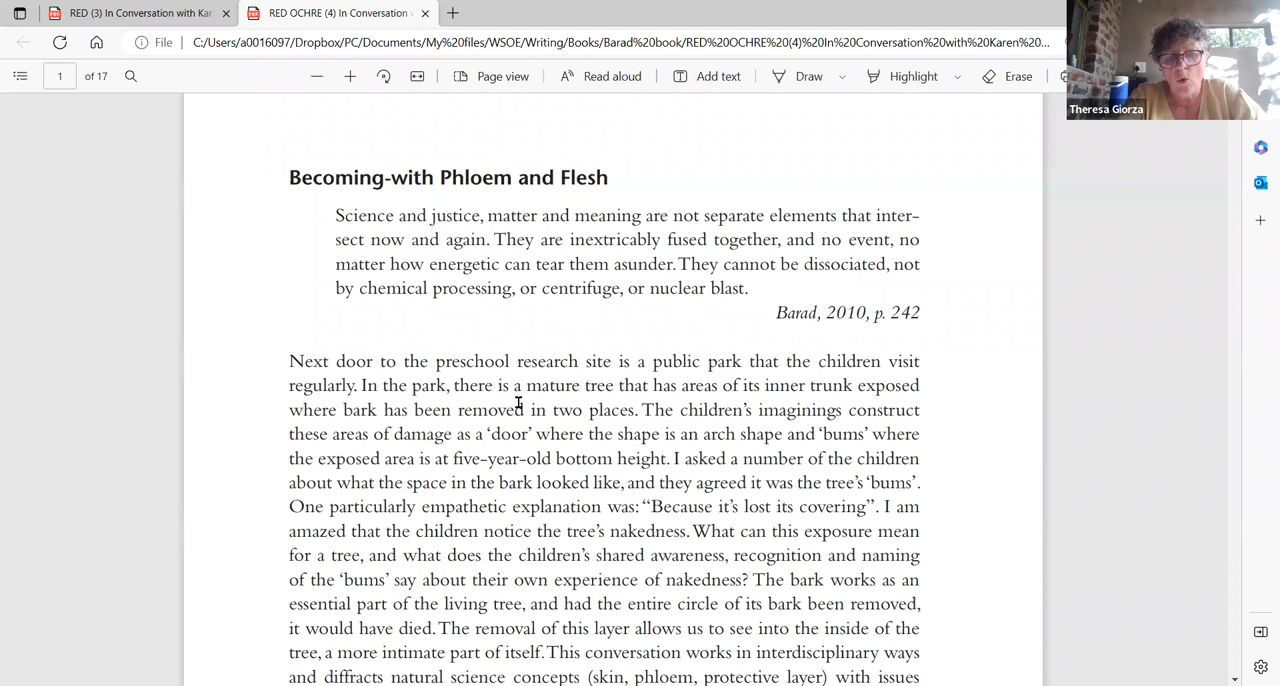 RED (3) In Conversation with Kar
RED OCHRE (4) In Conversation
File
C:/Users/a0016097/Dropbox/PC/Documents/My%20files/WSOE/Writing/Books/Barad%20book/RED%20OCHRE%20(4)%20In%20Conversation%20with%20Karen%20...
1 of 17
Page view
Read aloud
Add text
Draw
Highlight
Erase
Theresa Giorza
Becoming-with Phloem and Flesh
Science and justice, matter and meaning are not separate elements that inter-
sect now and again. They are inextricably fused together, and no event, no
matter how energetic can tear them asunder. They cannot be dissociated, not
by chemical processing, or centrifuge, or nuclear blast.
Barad, 2010, p. 242
Next door to the preschool research site is a public park that the children visit
regularly. In the park, there is a mature tree that has areas of its inner trunk exposed
where bark has been removed in two places. The children's imaginings construct
these areas of damage as a 'door' where the shape is an arch shape and 'bums' where
the exposed area is at five-year-old bottom height. I asked a number of the children
about what the space in the bark looked like, and they agreed it was the tree's 'bums'.
One particularly empathetic explanation was: "Because it's lost its covering". I am
amazed that the children notice the tree's nakedness. What can this exposure mean
for a tree, and what does the children's shared awareness, recognition and naming
of the 'bums' say about their own experience of nakedness? The bark works as an
essential part of the living tree, and had the entire circle of its bark been removed,
it would have died. The removal of this layer allows us to see into the inside of the
tree, a more intimate part of itself. This conversation works in interdisciplinary ways
and diffracts natural science concepts (skin, phloem, protective layer) with issues